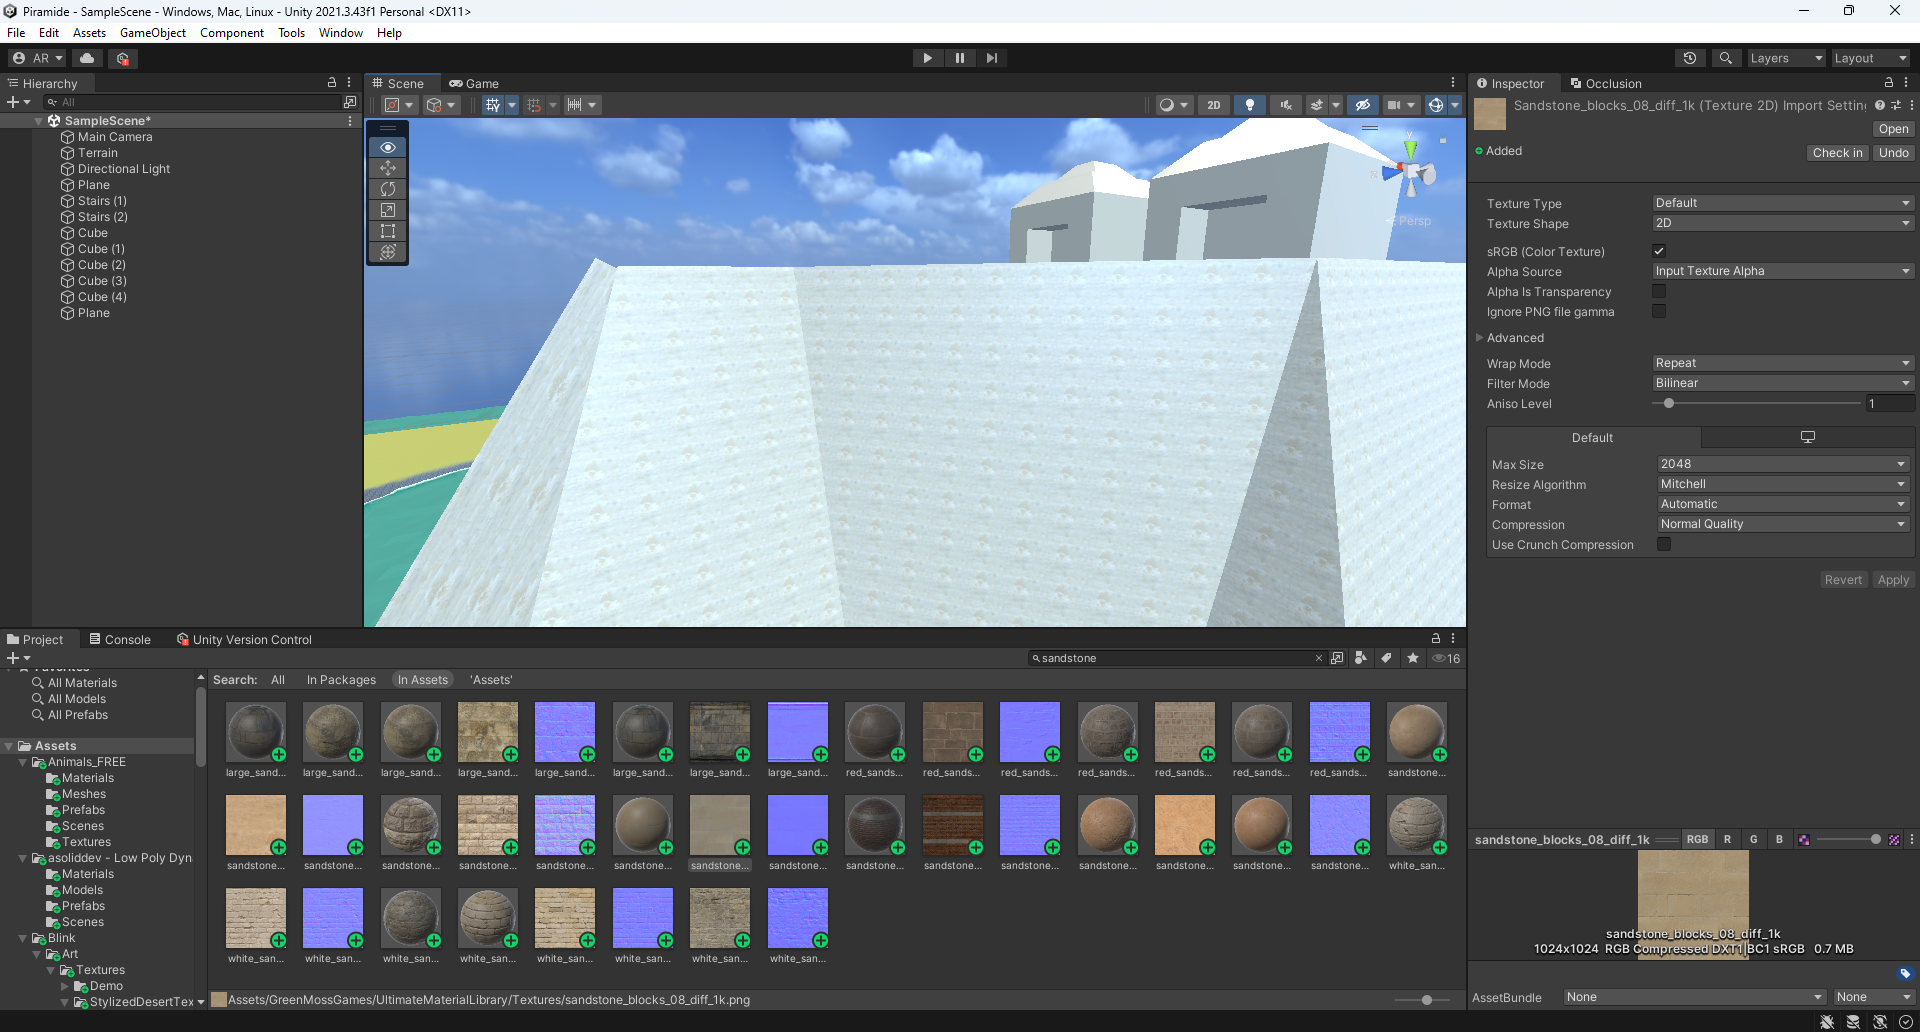 Piramide - SampleScene - Windows, Mac, Linux - Unity 2021.3.43f1 Personal <DX11>
File Edit Assets GameObject Component Tools Window Help
AR
Layers
Layout
Hierarchy
All
SampleScene*
Main Camera
Terrain
Directional Light
Plane
Stairs (1)
Stairs (2)
Cube
Cube (1)
Cube (2)
Cube (3)
Cube (4)
Plane
Scene Game
2D
Y
Persp
Inspector Occlusion
Sandstone_blocks_08_diff_1k (Texture 2D) Import Settin
Open
Added
Check in Undo
Texture Type Default
Texture Shape 2D
sRGB (Color Texture)
Alpha Source Input Texture Alpha
Alpha Is Transparency
Ignore PNG file gamma
Advanced
Wrap Mode Repeat
Filter Mode Bilinear
Aniso Level 1
Default
Max Size 2048
Resize Algorithm Mitchell
Format Automatic
Compression Normal Quality
Use Crunch Compression
Revert Apply
Project Console Unity Version Control
sandstone
16
Favorites
All Materials
All Models
All Prefabs
Assets
Animals_FREE
Materials
Meshes
Prefabs
Scenes
Textures
asoliddev - Low Poly Dyn
Materials
Models
Prefabs
Scenes
Blink
Art
Textures
Demo
StylizedDesertTex
Search: All In Packages In Assets 'Assets'
large_sand... large_sand... large_sand... large_sand... large_sand... large_sand... large_sand... large_sand... red_sands... red_sands... red_sands... red_sands... red_sands... red_sands... red_sands... sandstone...
sandstone... sandstone... sandstone... sandstone... sandstone... sandstone... sandstone... sandstone... sandstone... sandstone... sandstone... sandstone... sandstone... sandstone... sandstone... white_san...
white_san... white_san... white_san... white_san... white_san... white_san... white_san... white_san...
Assets/GreenMossGames/UltimateMaterialLibrary/Textures/sandstone_blocks_08_diff_1k.png
sandstone_blocks_08_diff_1k RGB R G B
sandstone_blocks_08_diff_1k
1024x1024 RGB Compressed DXT1|BC1 sRGB 0.7 MB
AssetBundle None None